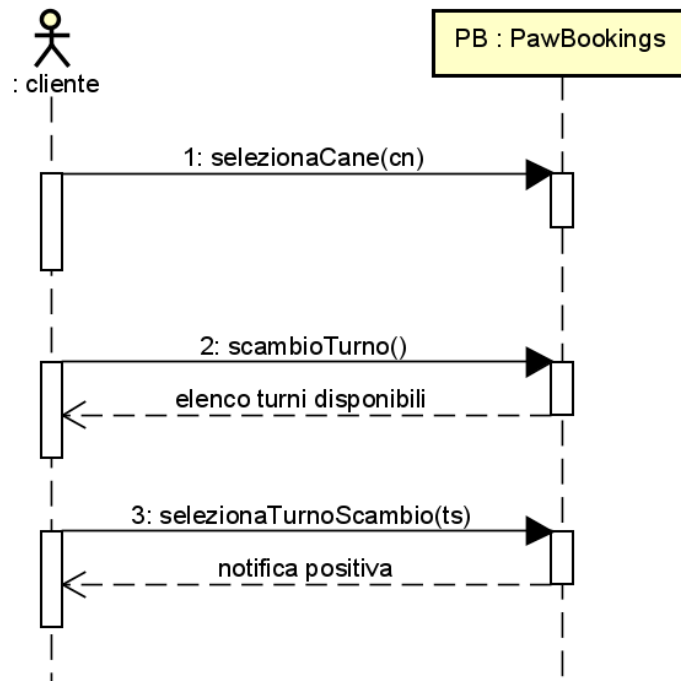 : cliente
PB : PawBookings
1: selezionaCane(cn)
2: scambioTurno()
elenco turni disponibili
3: selezionaTurnoScambio(ts)
notifica positiva